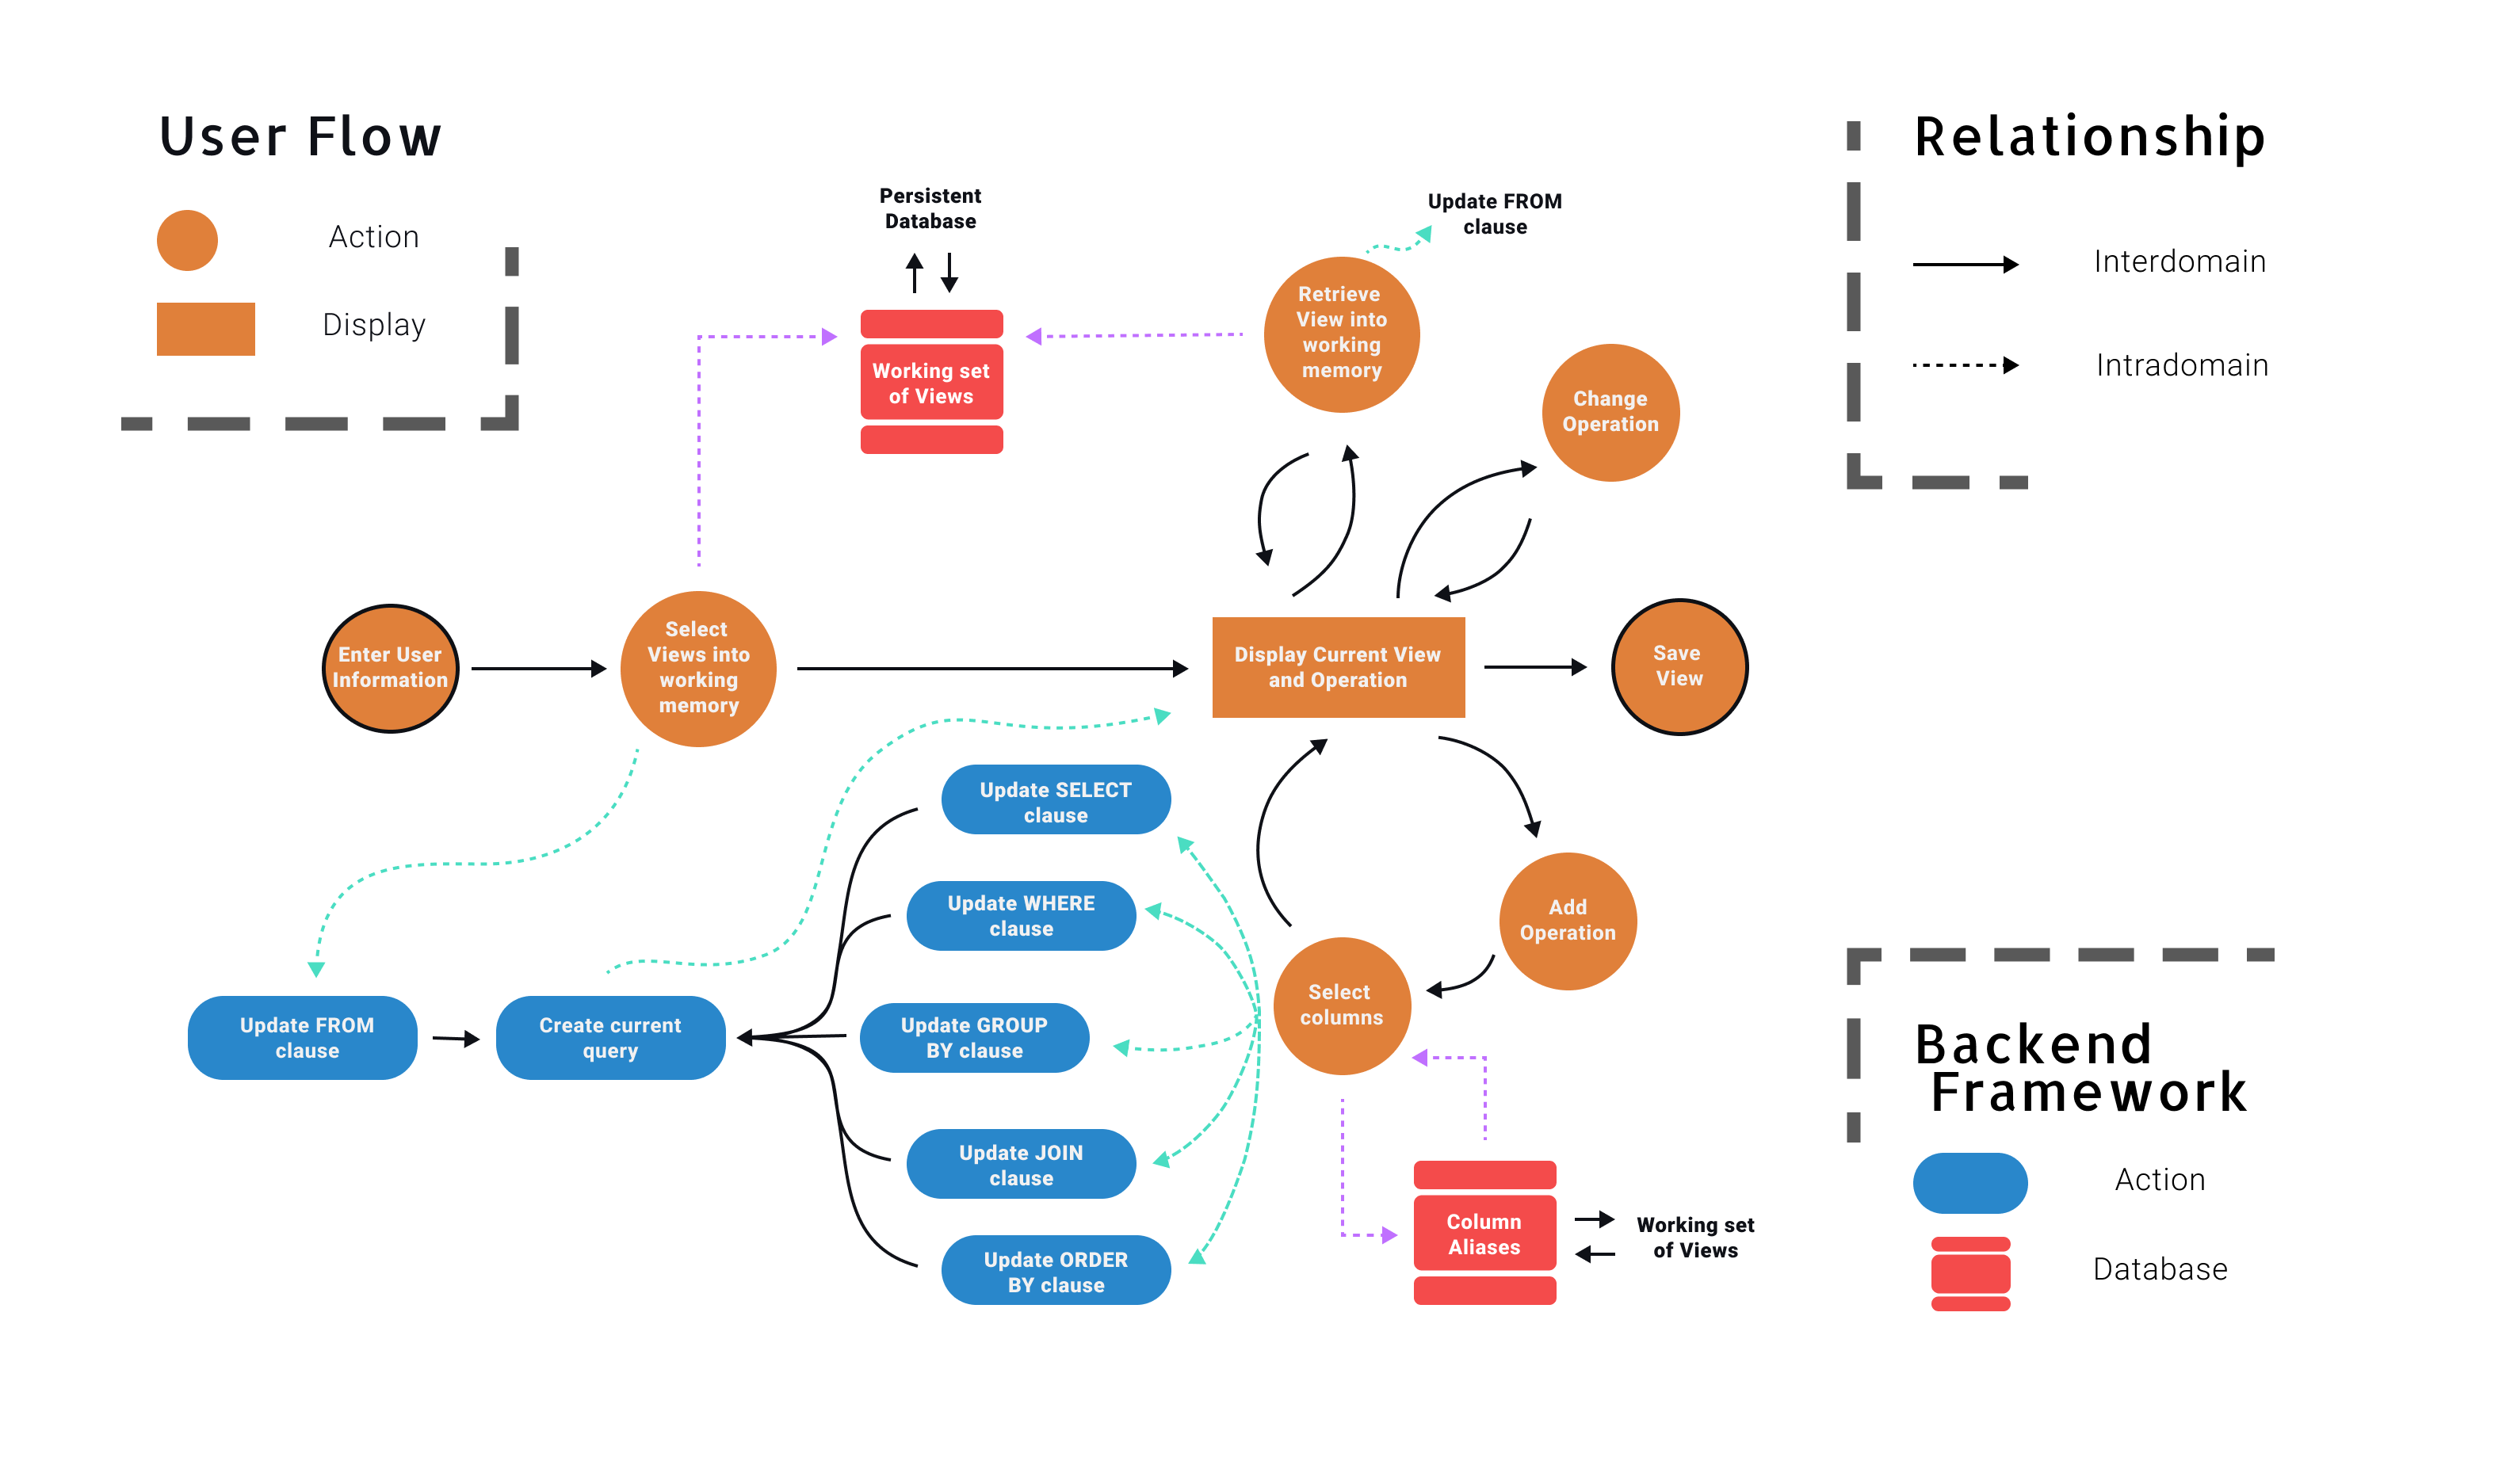 User Flow
Action
Display
Relationship
Interdomain
Intradomain
Persistent
Database
Working set
of Views
Update FROM
clause
Retrieve
View into
working
memory
Change
Operation
Enter User
Information
Select
Views into
working
memory
Display Current View
and Operation
Save
View
Update SELECT
clause
Update WHERE
clause
Add
Operation
Update FROM
clause
Create current
query
Update GROUP
BY clause
Select
columns
Update JOIN
clause
Update ORDER
BY clause
Column
Aliases
Working set
of Views
Backend
Framework
Action
Database